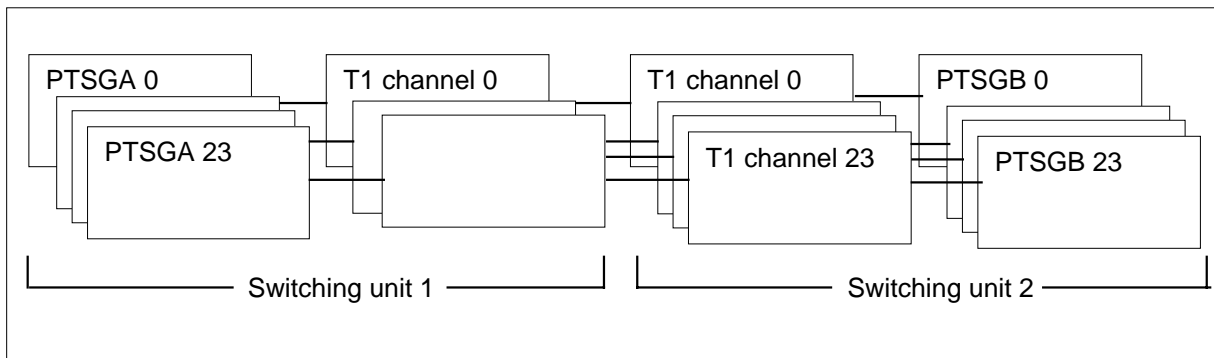 PTSGA 0
T1 channel 0
T1 channel 0
PTSGB 0
PTSGA 23
T1 channel 23
PTSGB 23
Switching unit 1
Switching unit 2